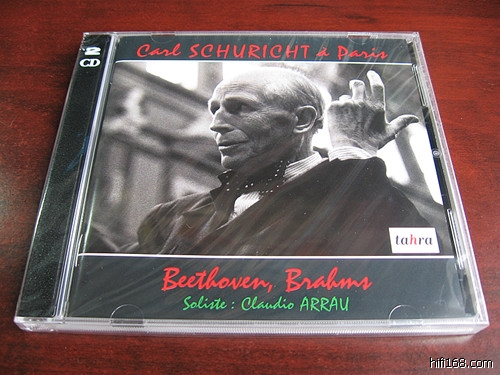 2
CD
Carl SCHURICHT à Paris
tahra
Beethoven, Brahms
Soliste : Claudio ARRAU
hifi168.com